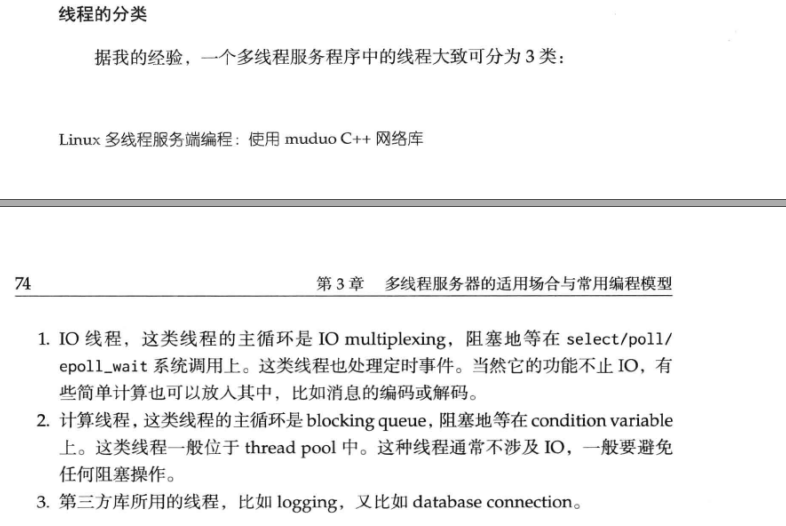 线程的分类
据我的经验，一个多线程服务程序中的线程大致可分为 3 类：
Linux 多线程服务端编程：使用 muduo C++ 网络库
74
第 3 章 多线程服务器的适用场合与常用编程模型
1. IO 线程，这类线程的主循环是 IO multiplexing，阻塞地等在 select/poll/
epoll_wait 系统调用上。这类线程也处理定时事件。当然它的功能不止 IO，有
些简单计算也可以放入其中，比如消息的编码或解码。
2. 计算线程，这类线程的主循环是 blocking queue，阻塞地等在 condition variable
上。这类线程一般位于 thread pool 中。这种线程通常不涉及 IO，一般要避免
任何阻塞操作。
3. 第三方库所用的线程，比如 logging，又比如 database connection。